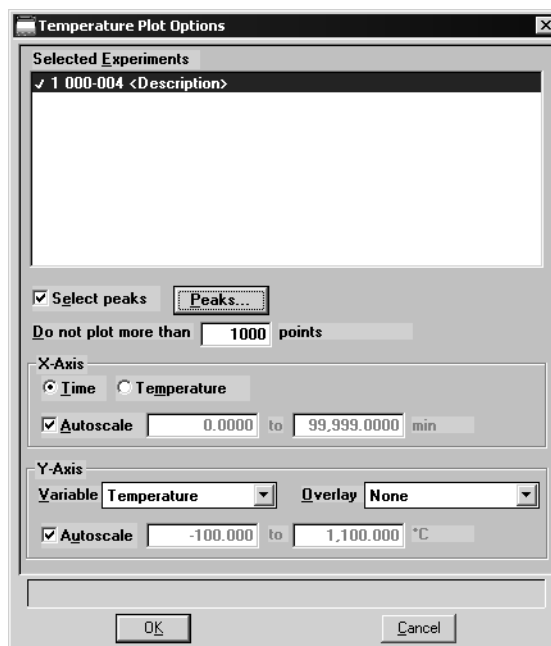 Temperature Plot Options
Selected Experiments
✓ 1 000-004 <Description>
Select peaks Peaks...
Do not plot more than 1000 points
X-Axis
Time Temperature
Autoscale 0.0000 to 99,999.0000 min
Y-Axis
Variable Temperature Overlay None
Autoscale -100.000 to 1,100.000 °C
OK Cancel